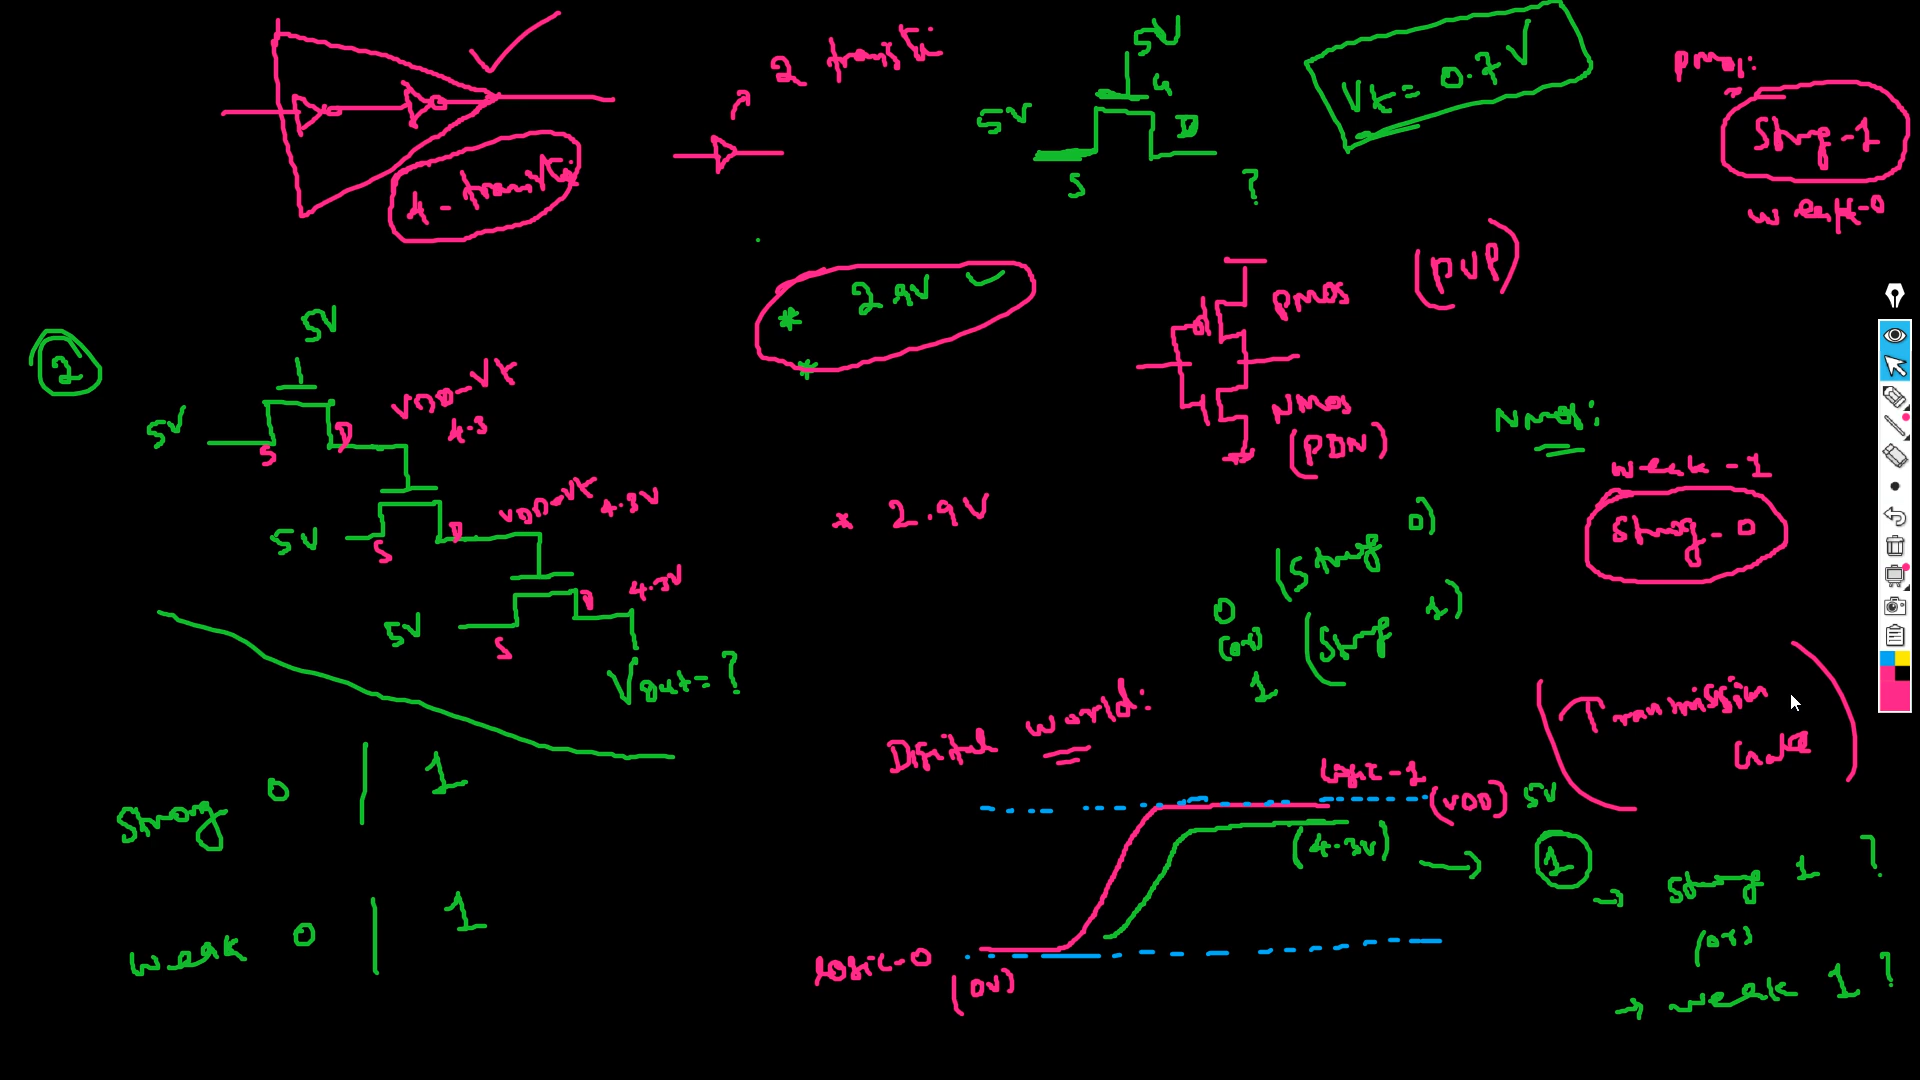 4 - transiti
2 transiti
5V
5V
G
D
S
?
Vt = 0.7V
pmos:
Strong-1
weak-0
2
5V
5V
S
D
VDD-Vt
4.3
5V
S
D
VDD-Vt
4.3V
5V
S
D
4.3V
Vout = ?
* 2.9V
*
* 2.9V
pmos
(PUP)
Nmos
(PDN)
Nmos:
weak -1
Strong-0
(Strong 0)
0
(or)
1
(Strong 1)
Strong 0 | 1
weak 0 | 1
Digital world:
Logic-1
(VDD)
5V
(4.3V)
1
Logic-0
(0V)
(Transmission
Gate)
→ Strong 1 ?
(or)
→ weak 1 ?